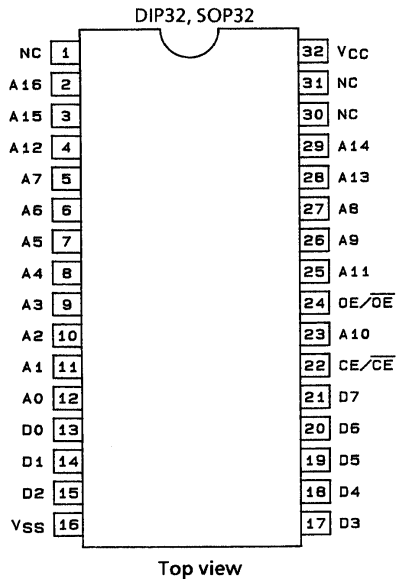 DIP32, SOP32
NC 1 32 VCC
A16 2 31 NC
A15 3 30 NC
A12 4 29 A14
A7 5 28 A13
A6 6 27 A8
A5 7 26 A9
A4 8 25 A11
A3 9 24 OE/O̅E̅
A2 10 23 A10
A1 11 22 CE/C̅E̅
A0 12 21 D7
D0 13 20 D6
D1 14 19 D5
D2 15 18 D4
VSS 16 17 D3
Top view